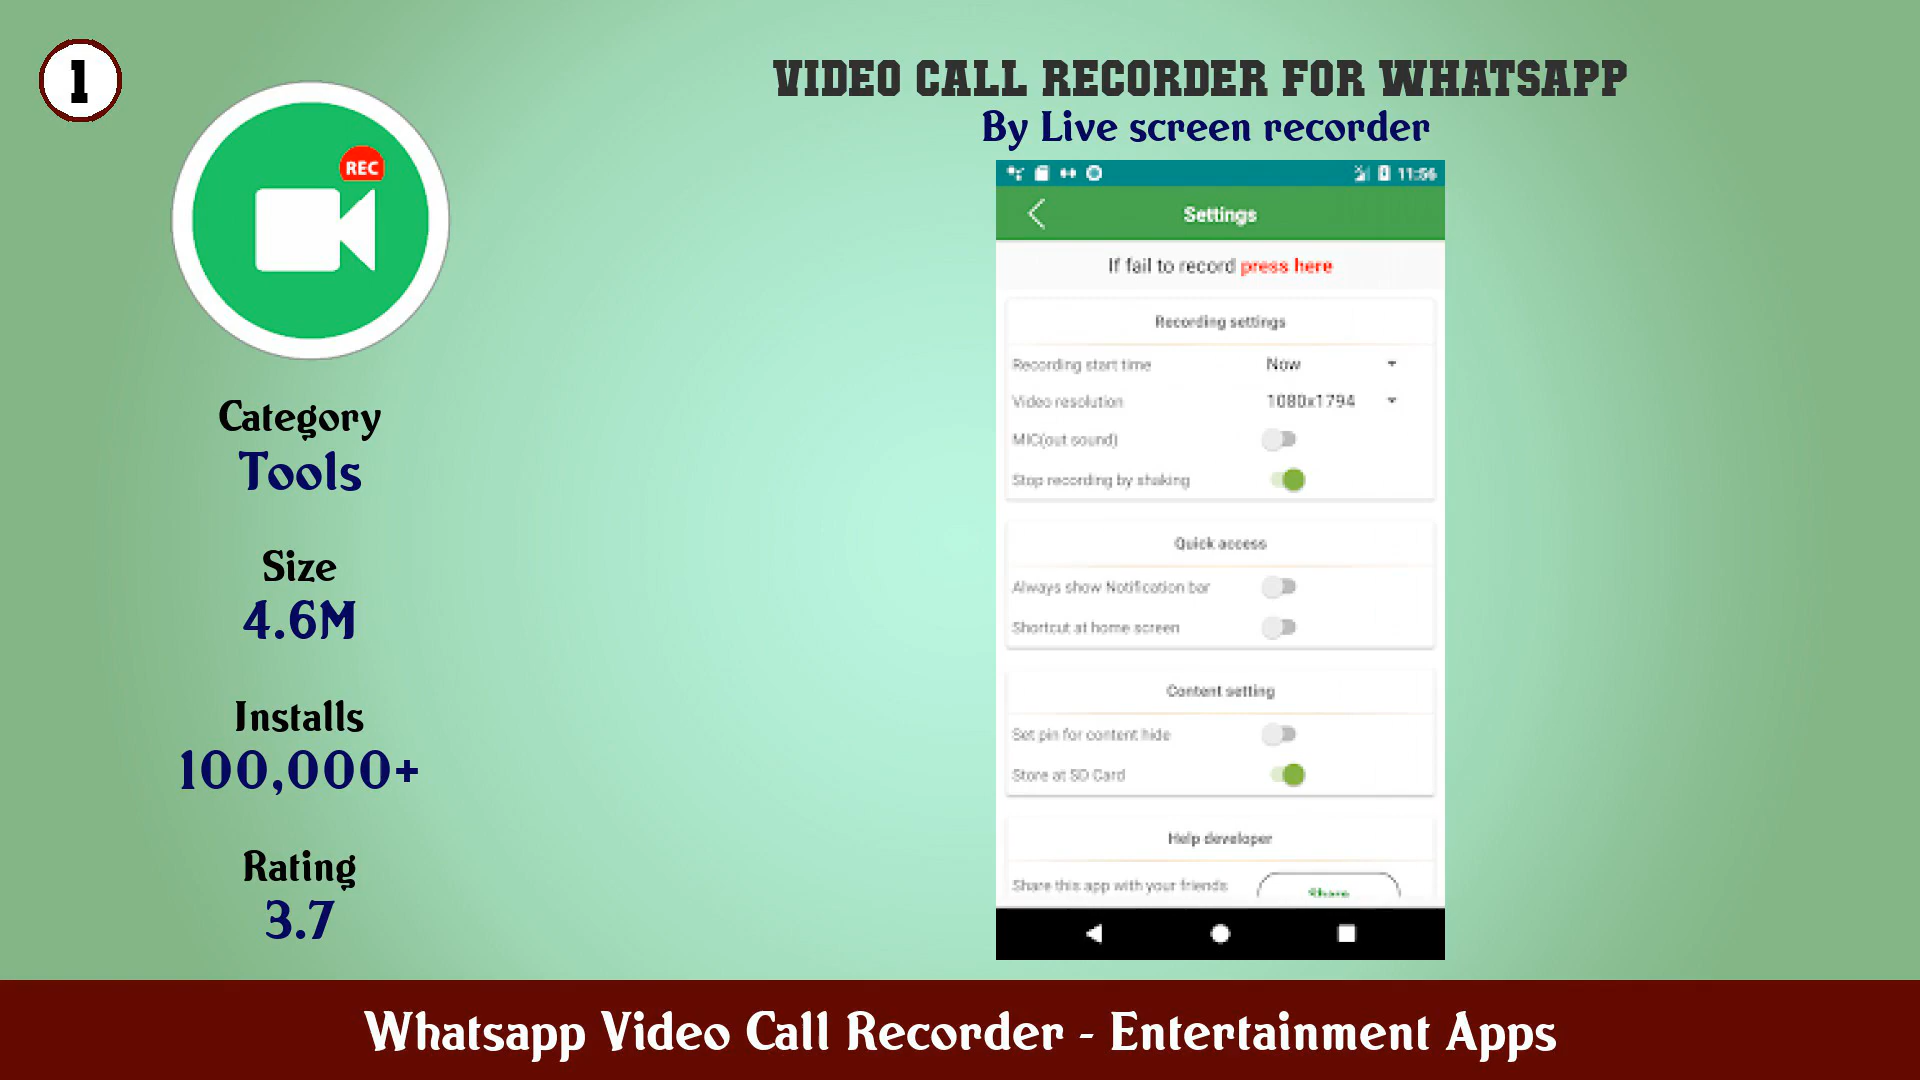 1
VIDEO CALL RECORDER FOR WHATSAPP
By Live screen recorder
REC
Category
Tools
Size
4.6M
Installs
100,000+
Rating
3.7
11:56
Settings
If fail to record press here
Recording settings
Recording start time Now
Video resolution 1080x1794
MIC(out sound)
Stop recording by shaking
Quick access
Always show Notification bar
Shortcut at home screen
Content setting
Set pin for content hide
Store at SD Card
Help developer
Share this app with your friends Share
Whatsapp Video Call Recorder - Entertainment Apps